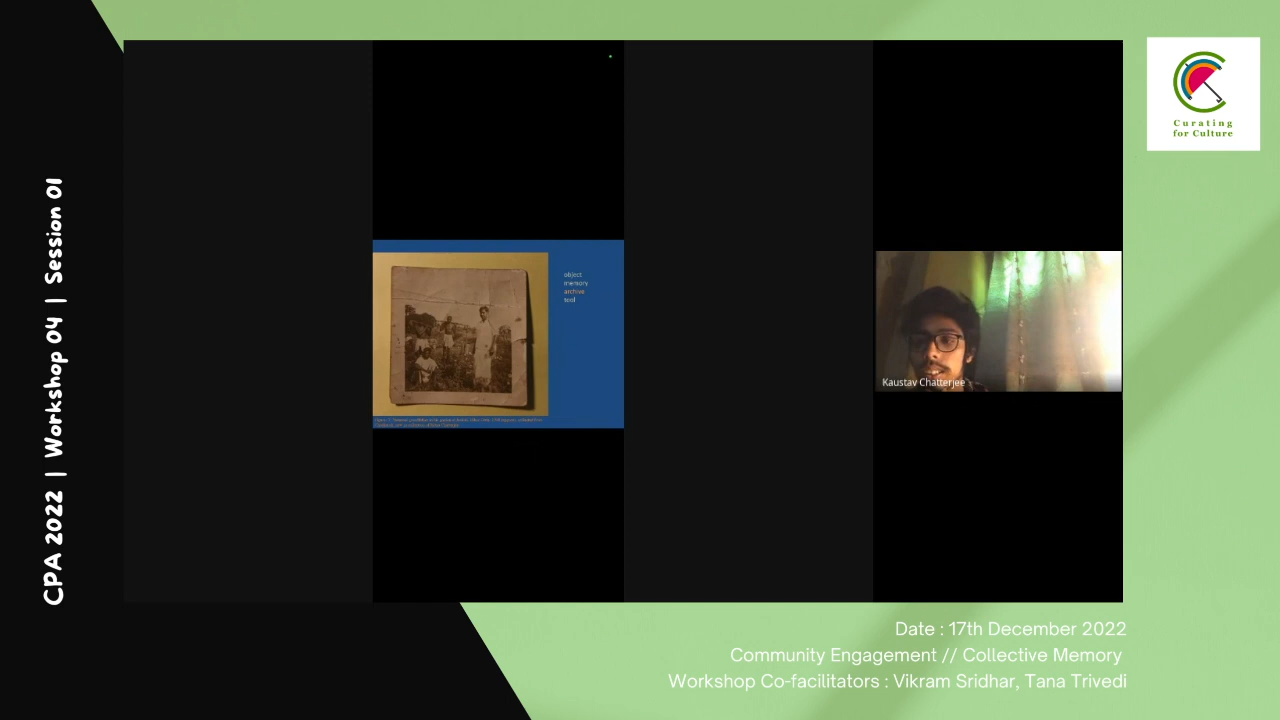 CPA 2022 | Workshop 04 | Session 01
object
memory
archive
tool
Kaustav Chatterjee
Curating
for Culture
Date : 17th December 2022
Community Engagement // Collective Memory
Workshop Co-facilitators : Vikram Sridhar, Tana Trivedi